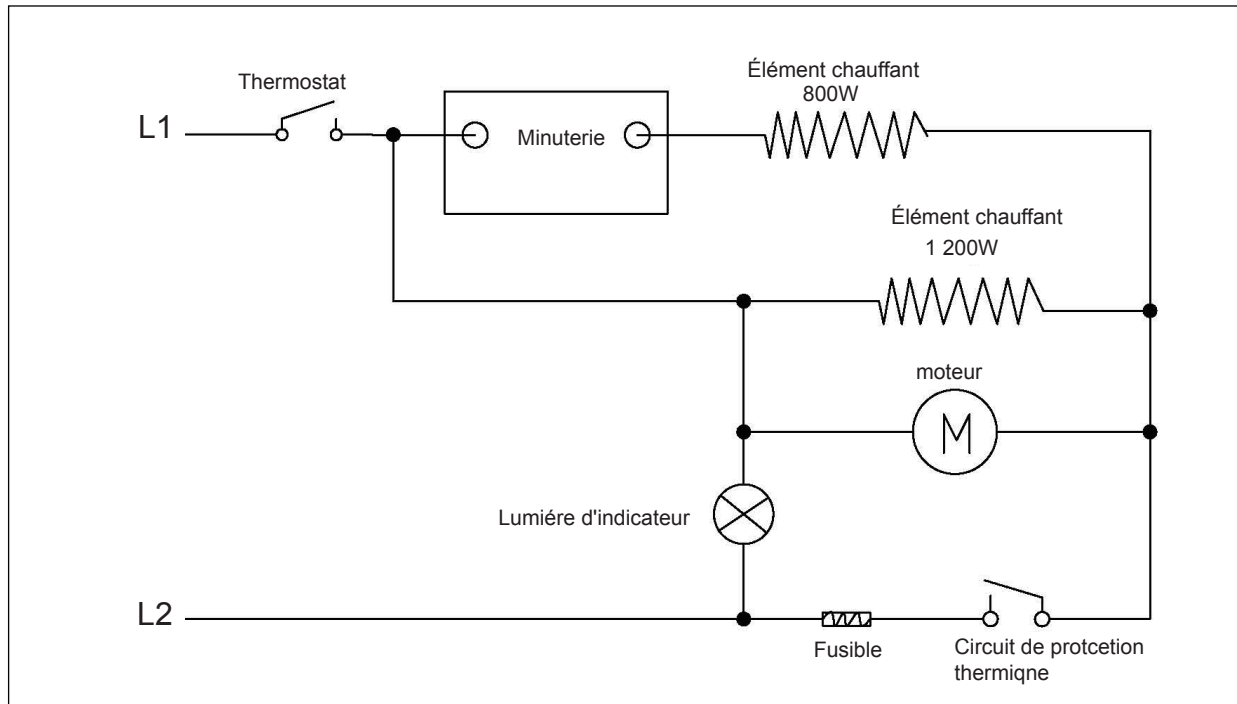 Thermostat
Élément chauffant
800W
L1
Minuterie
Élément chauffant
1 200W
moteur
M
Lumiére d'indicateur
L2
Fusible
Circuit de protcetion
thermiqne